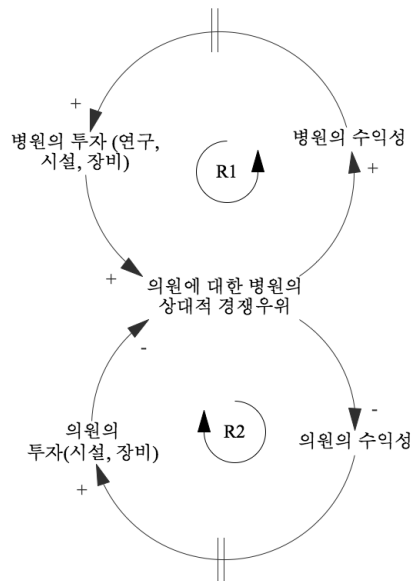 +
병원의 투자 (연구,
시설, 장비)
병원의 수익성
R1
+
+
의원에 대한 병원의
상대적 경쟁우위
-
-
의원의
투자(시설, 장비)
R2
의원의 수익성
+